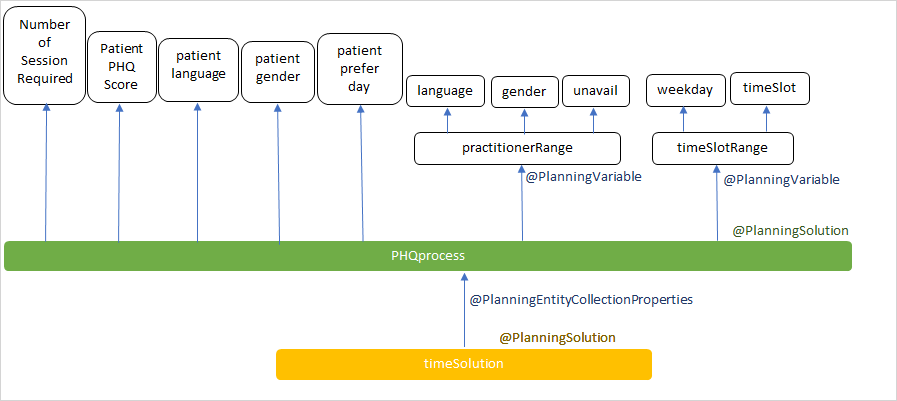 Number
of
Session
Required
Patient
PHQ
Score
patient
language
patient
gender
patient
prefer
day
language
gender
unavail
weekday
timeSlot
practitionerRange
timeSlotRange
@PlanningVariable
@PlanningVariable
@PlanningSolution
PHQprocess
@PlanningEntityCollectionProperties
@PlanningSolution
timeSolution